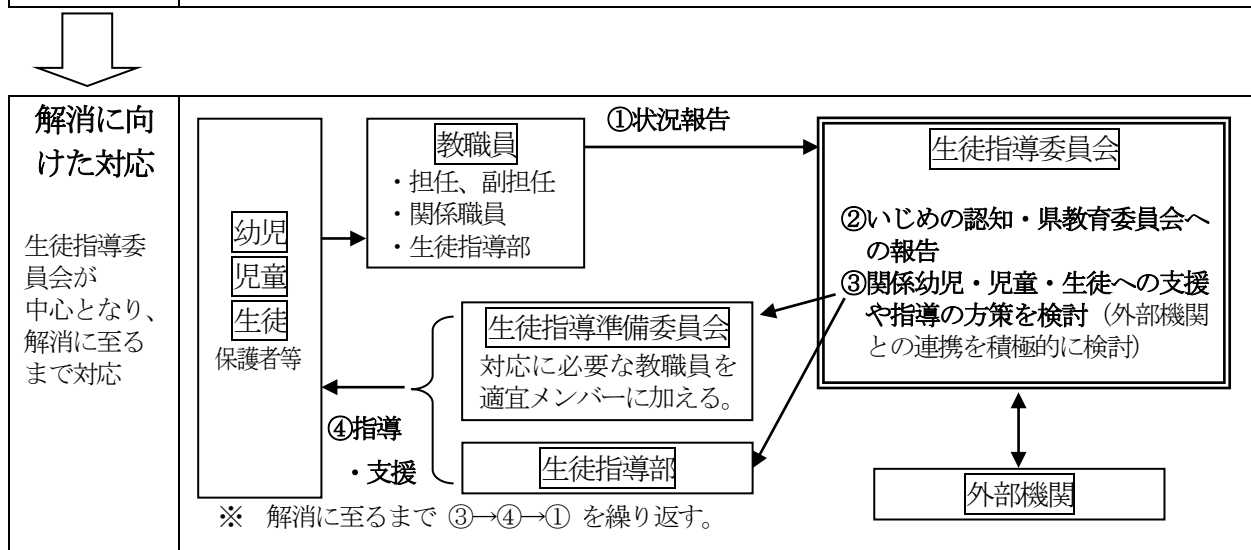 解消に向
けた対応
生徒指導委
員会が
中心となり、
解消に至る
まで対応
幼児
児童
生徒
保護者等
教職員
・担任、副担任
・関係職員
・生徒指導部
①状況報告
生徒指導委員会
②いじめの認知・県教育委員会へ
の報告
③関係幼児・児童・生徒への支援
や指導の方策を検討（外部機関
との連携を積極的に検討）
生徒指導準備委員会
対応に必要な教職員を
適宜メンバーに加える。
④指導
・支援
生徒指導部
外部機関
※　解消に至るまで ③→④→① を繰り返す。